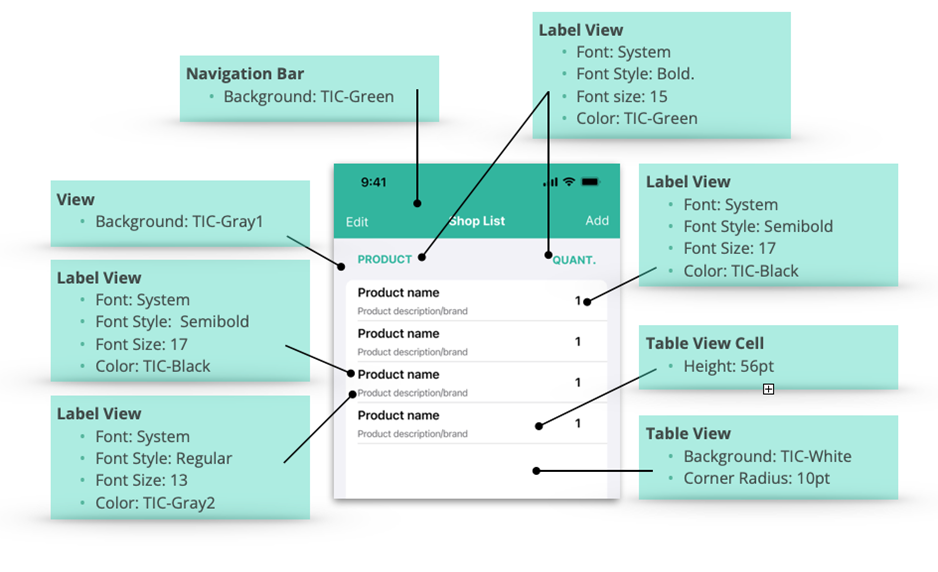 Label View
• Font: System
• Font Style: Bold.
• Font size: 15
• Color: TIC-Green
Navigation Bar
• Background: TIC-Green
View
• Background: TIC-Gray1
Label View
• Font: System
• Font Style:  Semibold
• Font Size: 17
• Color: TIC-Black
Label View
• Font: System
• Font Style: Regular
• Font Size: 13
• Color: TIC-Gray2
9:41
Edit Shop List Add
PRODUCT QUANT.
Product name
Product description/brand
1
Product name
Product description/brand
1
Product name
Product description/brand
1
Product name
Product description/brand
1
Label View
• Font: System
• Font Style: Semibold
• Font Size: 17
• Color: TIC-Black
Table View Cell
• Height: 56pt
Table View
• Background: TIC-White
• Corner Radius: 10pt